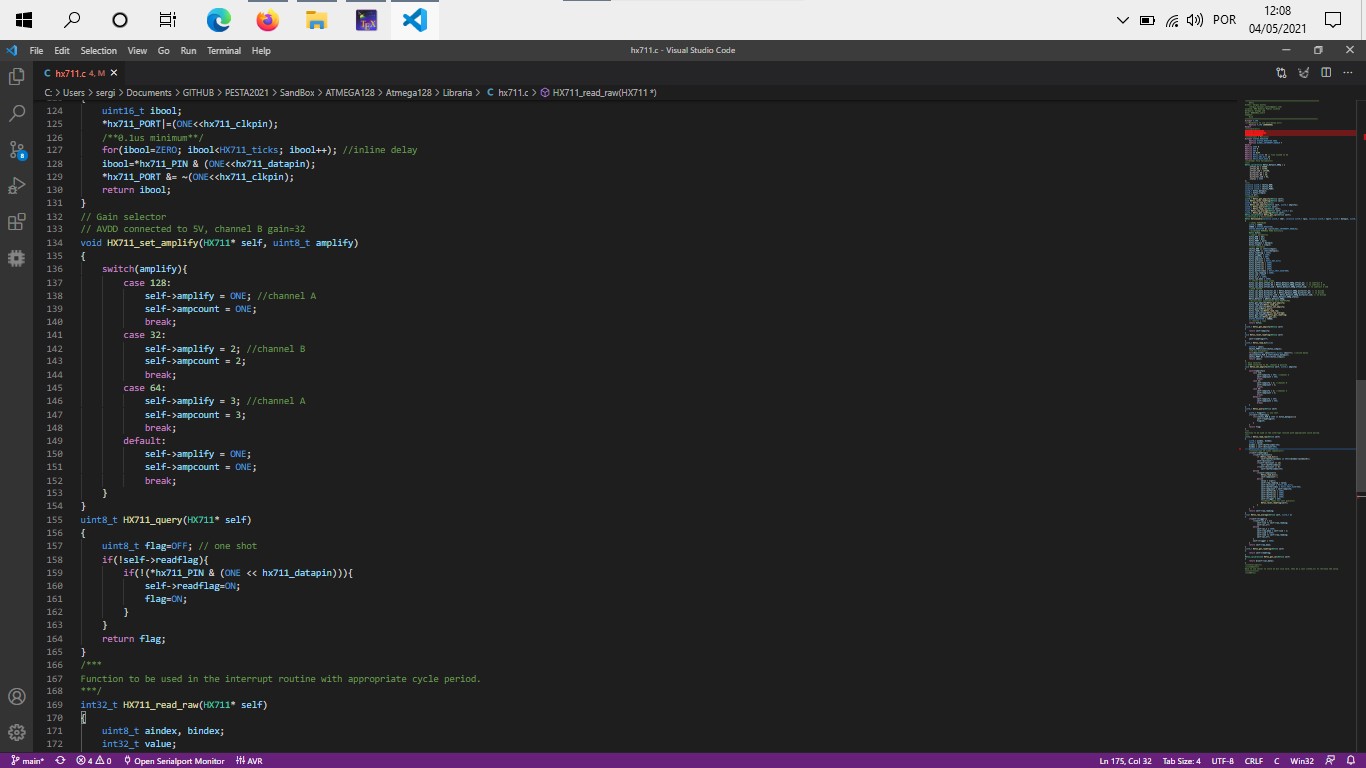 12:08
POR
04/05/2021
File Edit Selection View Go Run Terminal Help
hx711.c - Visual Studio Code
C hx711.c 4, M ×
C: > Users > sergi > Documents > GITHUB > PESTA2021 > SandBox > ATMEGA128 > Atmega128 > Libraria > C hx711.c > HX711_read_raw(HX711 *)
124 uint16_t ibool;
125 *hx711_PORT|=(ONE<<hx711_clkpin);
126 /**0.1us minimum**/
127 for(ibool=ZERO; ibool<HX711_ticks; ibool++); //inline delay
128 ibool=*hx711_PIN & (ONE<<hx711_datapin);
129 *hx711_PORT &= ~(ONE<<hx711_clkpin);
130 return ibool;
131 }
132 // Gain selector
133 // AVDD connected to 5V, channel B gain=32
134 void HX711_set_amplify(HX711* self, uint8_t amplify)
135 {
136 switch(amplify){
137 case 128:
138 self->amplify = ONE; //channel A
139 self->ampcount = ONE;
140 break;
141 case 32:
142 self->amplify = 2; //channel B
143 self->ampcount = 2;
144 break;
145 case 64:
146 self->amplify = 3; //channel A
147 self->ampcount = 3;
148 break;
149 default:
150 self->amplify = ONE;
151 self->ampcount = ONE;
152 break;
153 }
154 }
155 uint8_t HX711_query(HX711* self)
156 {
157 uint8_t flag=OFF; // one shot
158 if(!self->readflag){
159 if(!(*hx711_PIN & (ONE << hx711_datapin))){
160 self->readflag=ON;
161 flag=ON;
162 }
163 }
164 return flag;
165 }
166 /***
167 Function to be used in the interrupt routine with appropriate cycle period.
168 ***/
169 int32_t HX711_read_raw(HX711* self)
170 {
171 uint8_t aindex, bindex;
172 int32_t value;
8
main* 4 0 Open Serialport Monitor AVR Ln 175, Col 32 Tab Size: 4 UTF-8 CRLF C Win32